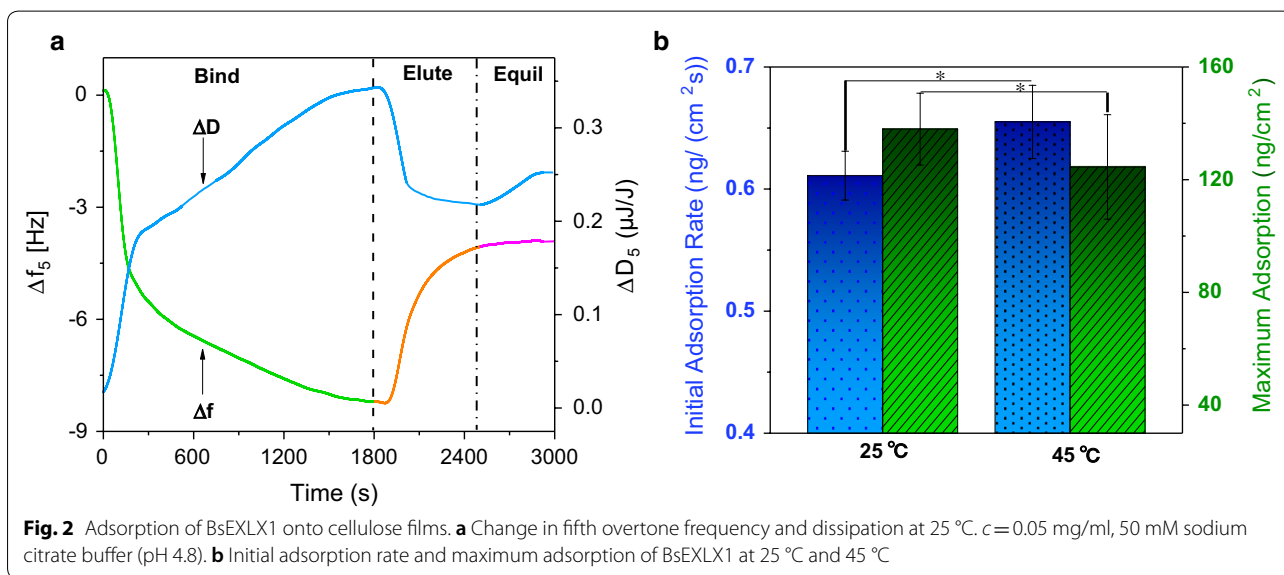 a
Bind Elute Equil
ΔD
Δf
0
-3
-6
-9
Δf5 [Hz]
0.3
0.2
0.1
0.0
ΔD5 (µJ/J)
0 600 1200 1800 2400 3000
Time (s)
b
0.7
0.6
0.5
0.4
Initial Adsorption Rate (ng/ (cm 2s))
* *
160
120
80
40
Maximum Adsorption (ng/cm2)
25 ℃ 45 ℃
Fig. 2 Adsorption of BsEXLX1 onto cellulose films. a Change in fifth overtone frequency and dissipation at 25 °C. c = 0.05 mg/ml, 50 mM sodium
citrate buffer (pH 4.8). b Initial adsorption rate and maximum adsorption of BsEXLX1 at 25 °C and 45 °C